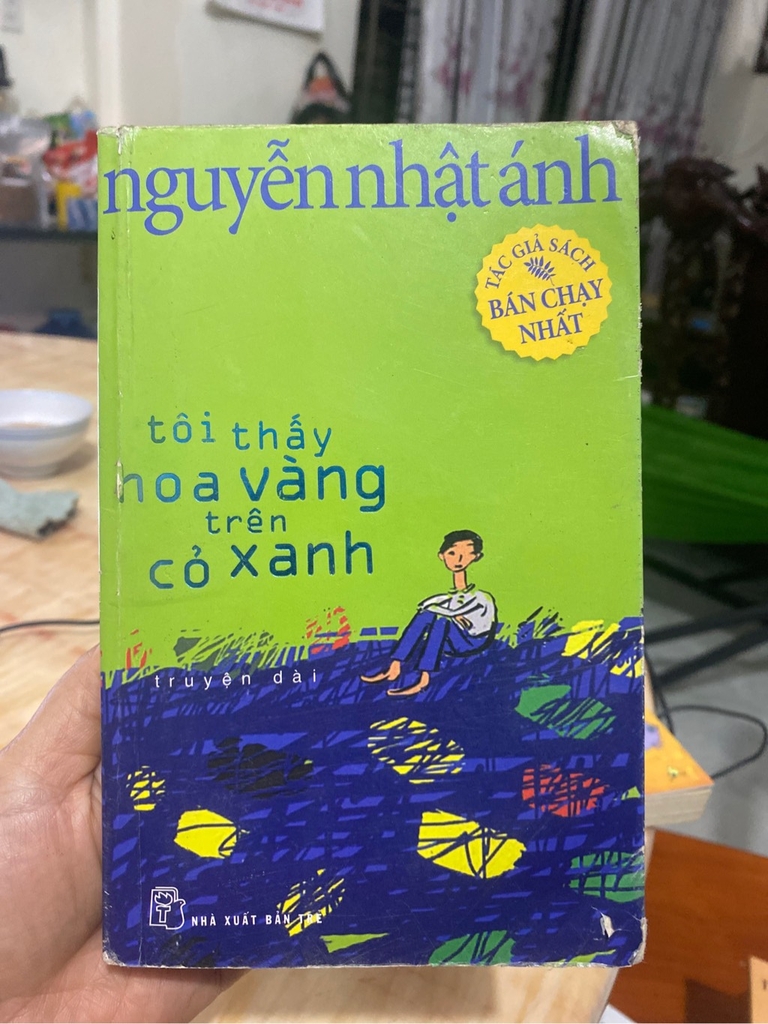 nguyễn nhật ánh
TÁC GIẢ SÁCH
BÁN CHẠY
NHẤT
tôi thấy
hoa vàng
trên
cỏ xanh
truyện dài
NHÀ XUẤT BẢN TRẺ